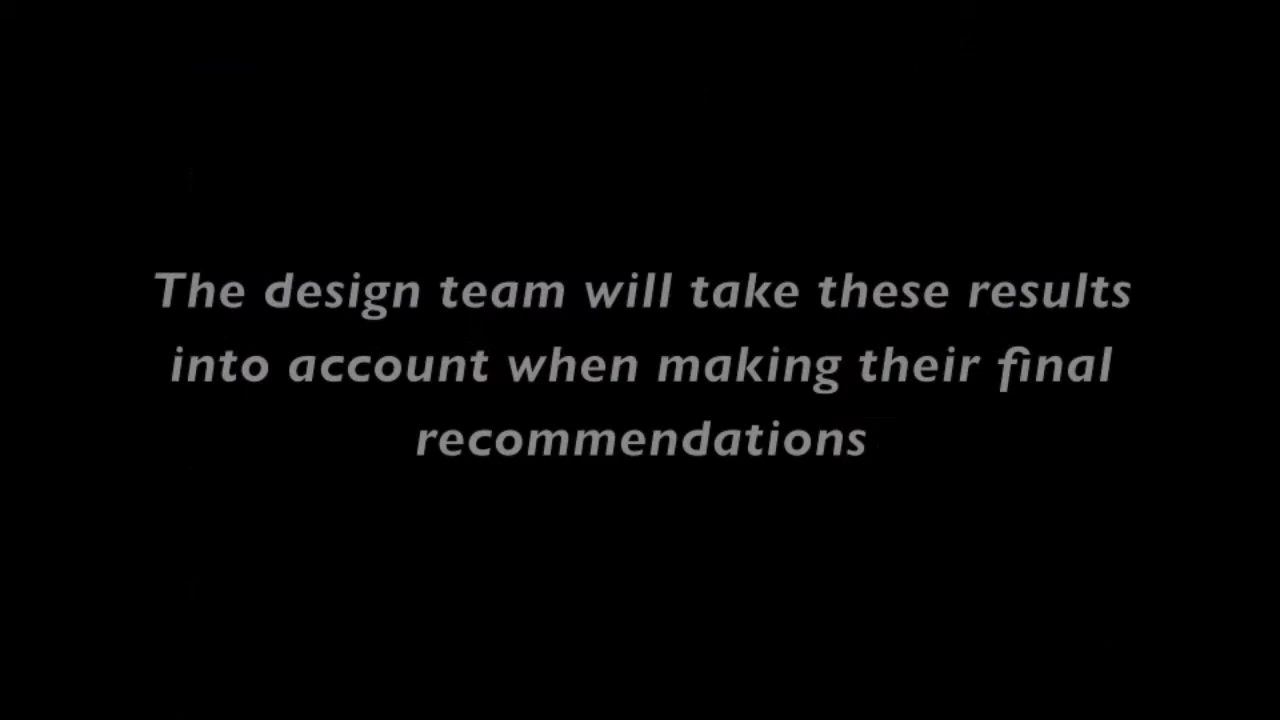 The design team will take these results
into account when making their final
recommendations